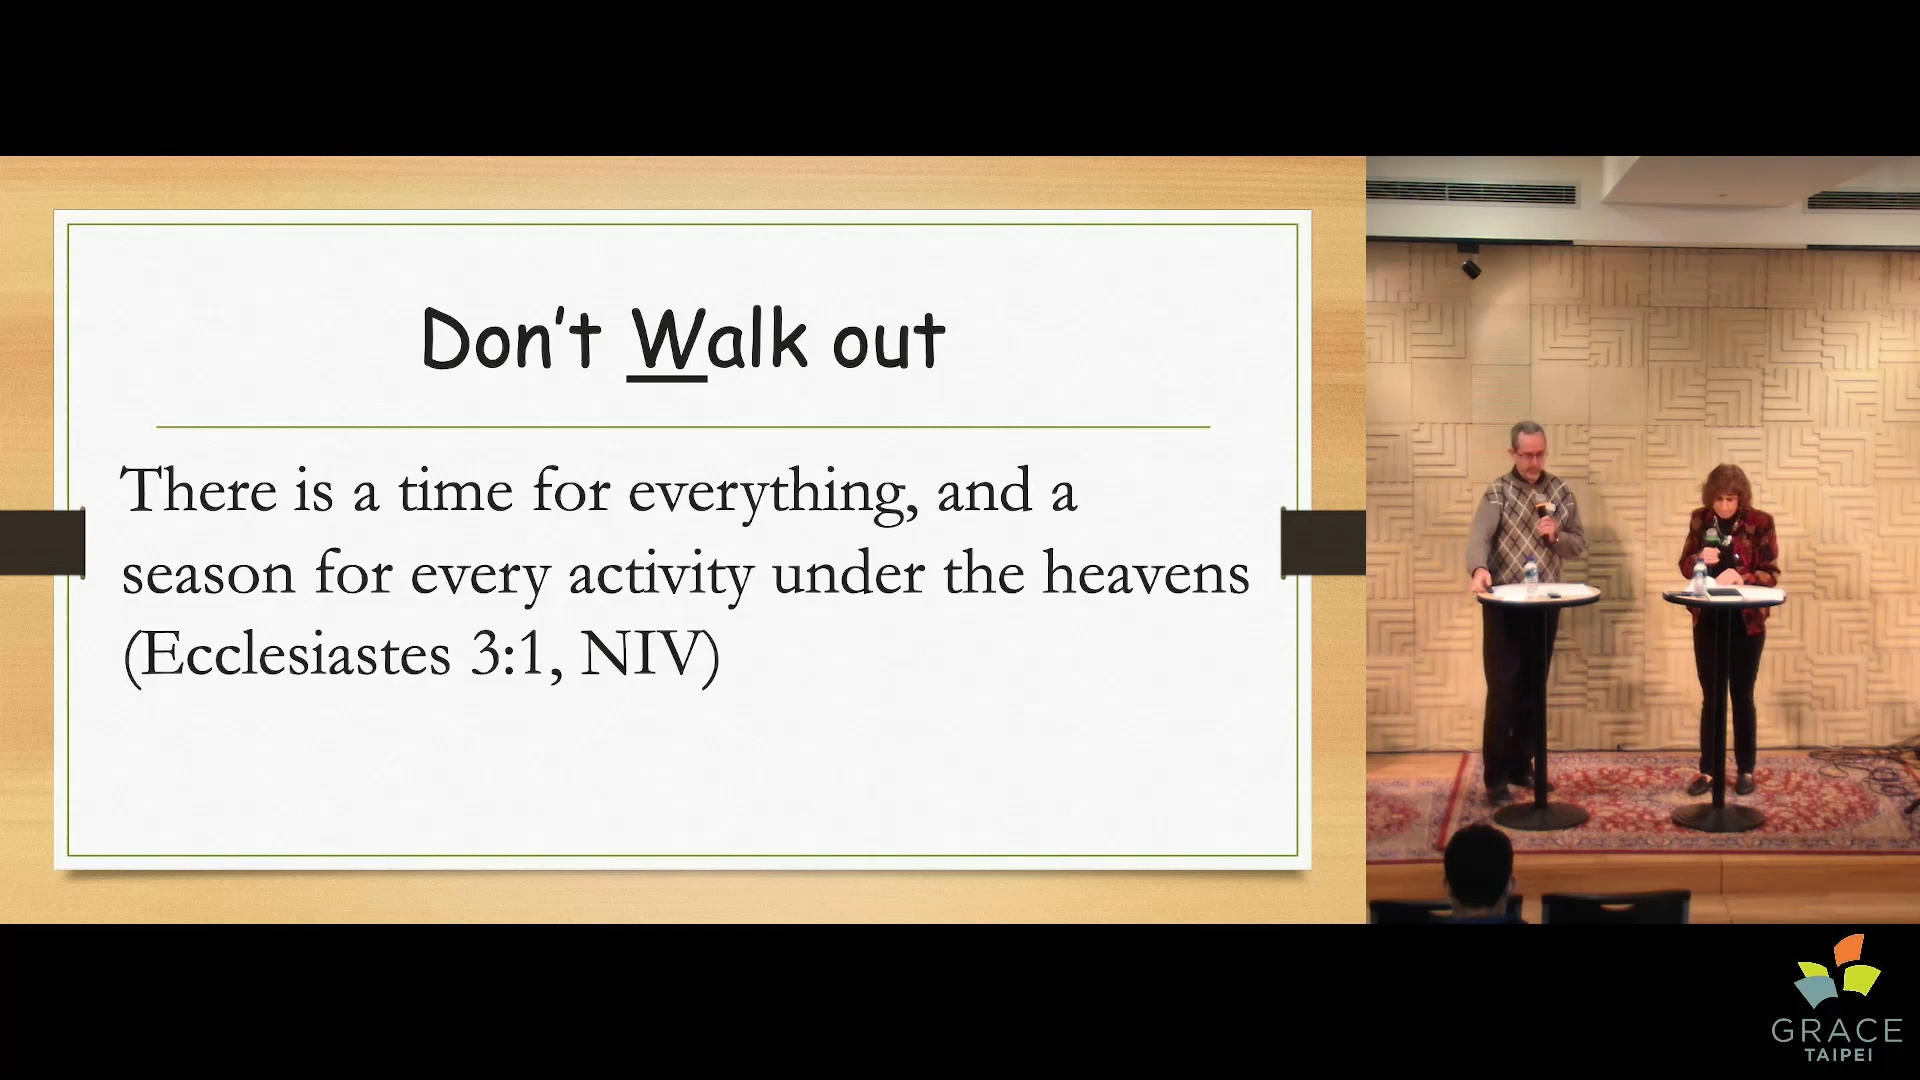 Don't Walk out
There is a time for everything, and a
season for every activity under the heavens
(Ecclesiastes 3:1, NIV)
GRACE
TAIPEI